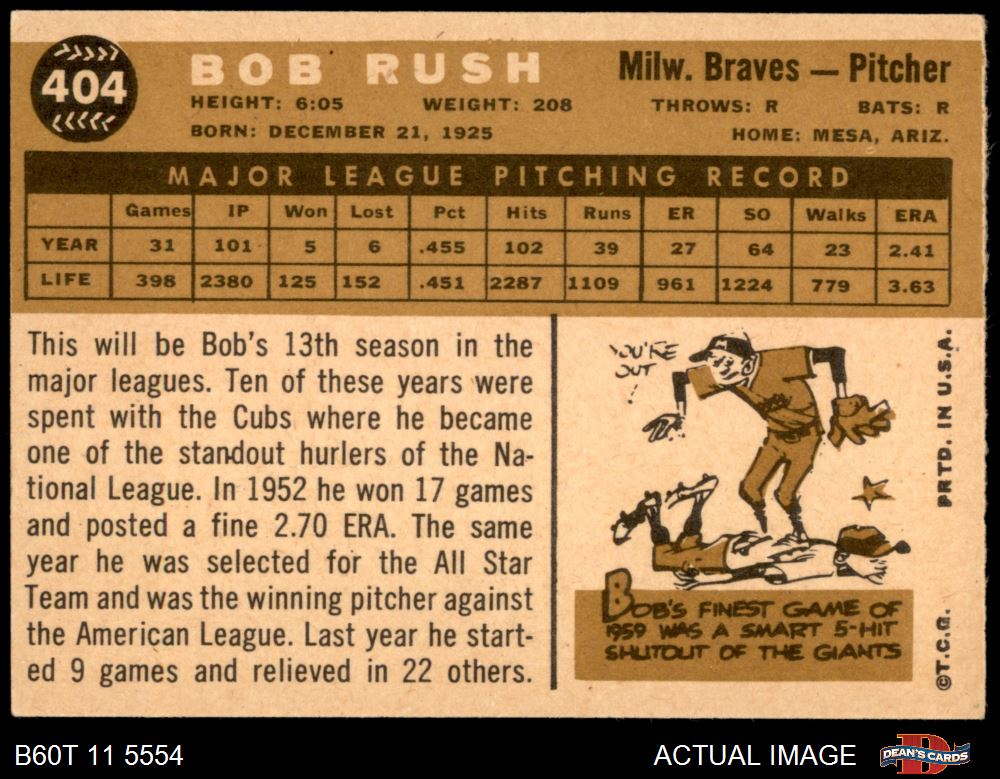 404
BOB RUSH
Milw. Braves — Pitcher
HEIGHT: 6:05 WEIGHT: 208 THROWS: R BATS: R
BORN: DECEMBER 21, 1925 HOME: MESA, ARIZ.
MAJOR LEAGUE PITCHING RECORD
Games IP Won Lost Pct Hits Runs ER SO Walks ERA
YEAR 31 101 5 6 .455 102 39 27 64 23 2.41
LIFE 398 2380 125 152 .451 2287 1109 961 1224 779 3.63
This will be Bob's 13th season in the
major leagues. Ten of these years were
spent with the Cubs where he became
one of the standout hurlers of the Na-
tional League. In 1952 he won 17 games
and posted a fine 2.70 ERA. The same
year he was selected for the All Star
Team and was the winning pitcher against
the American League. Last year he start-
ed 9 games and relieved in 22 others.
YOU'RE
OUT
!
BOB'S FINEST GAME OF
1959 WAS A SMART 5-HIT
SHUTOUT OF THE GIANTS
PRTD. IN U.S.A.
©T.C.G.
B60T 11 5554
ACTUAL IMAGE
DEAN'S CARDS